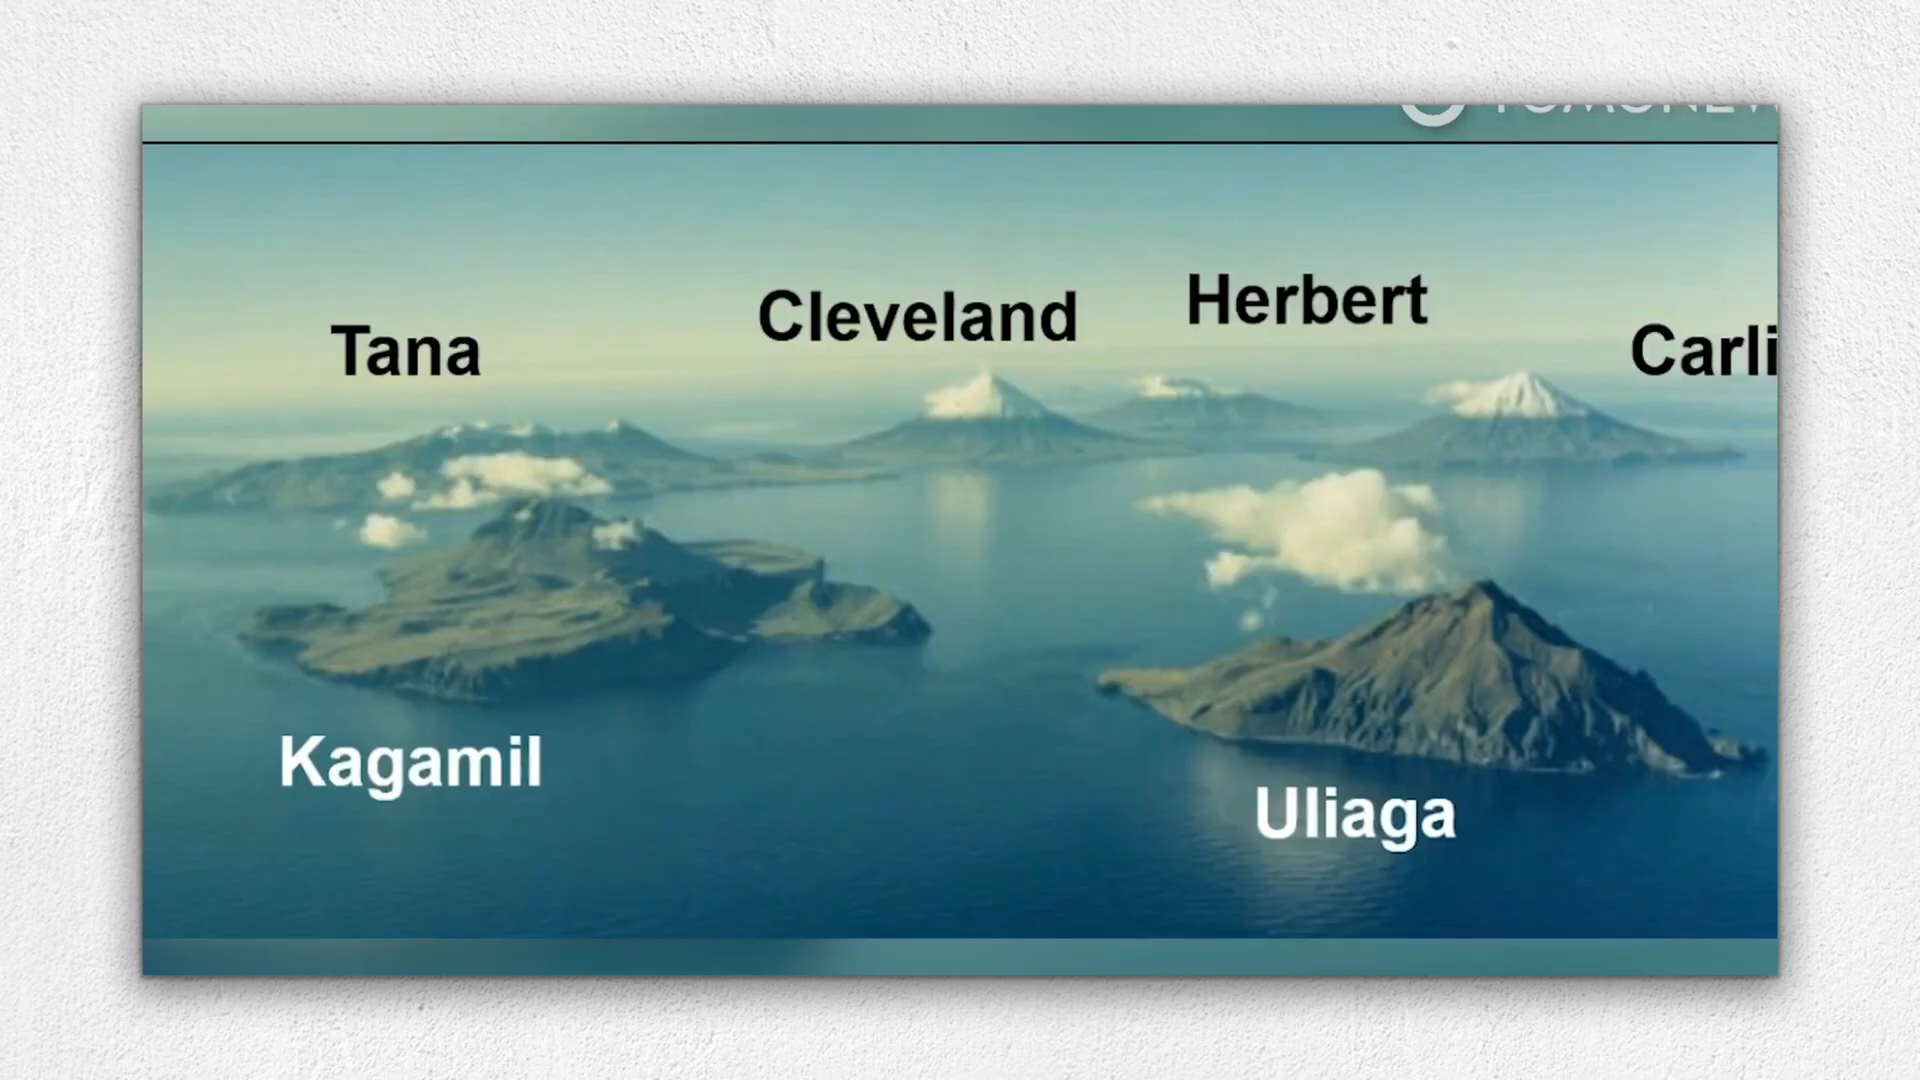 Herbert
Cleveland
Tana
Carli
Kagamil
Uliaga